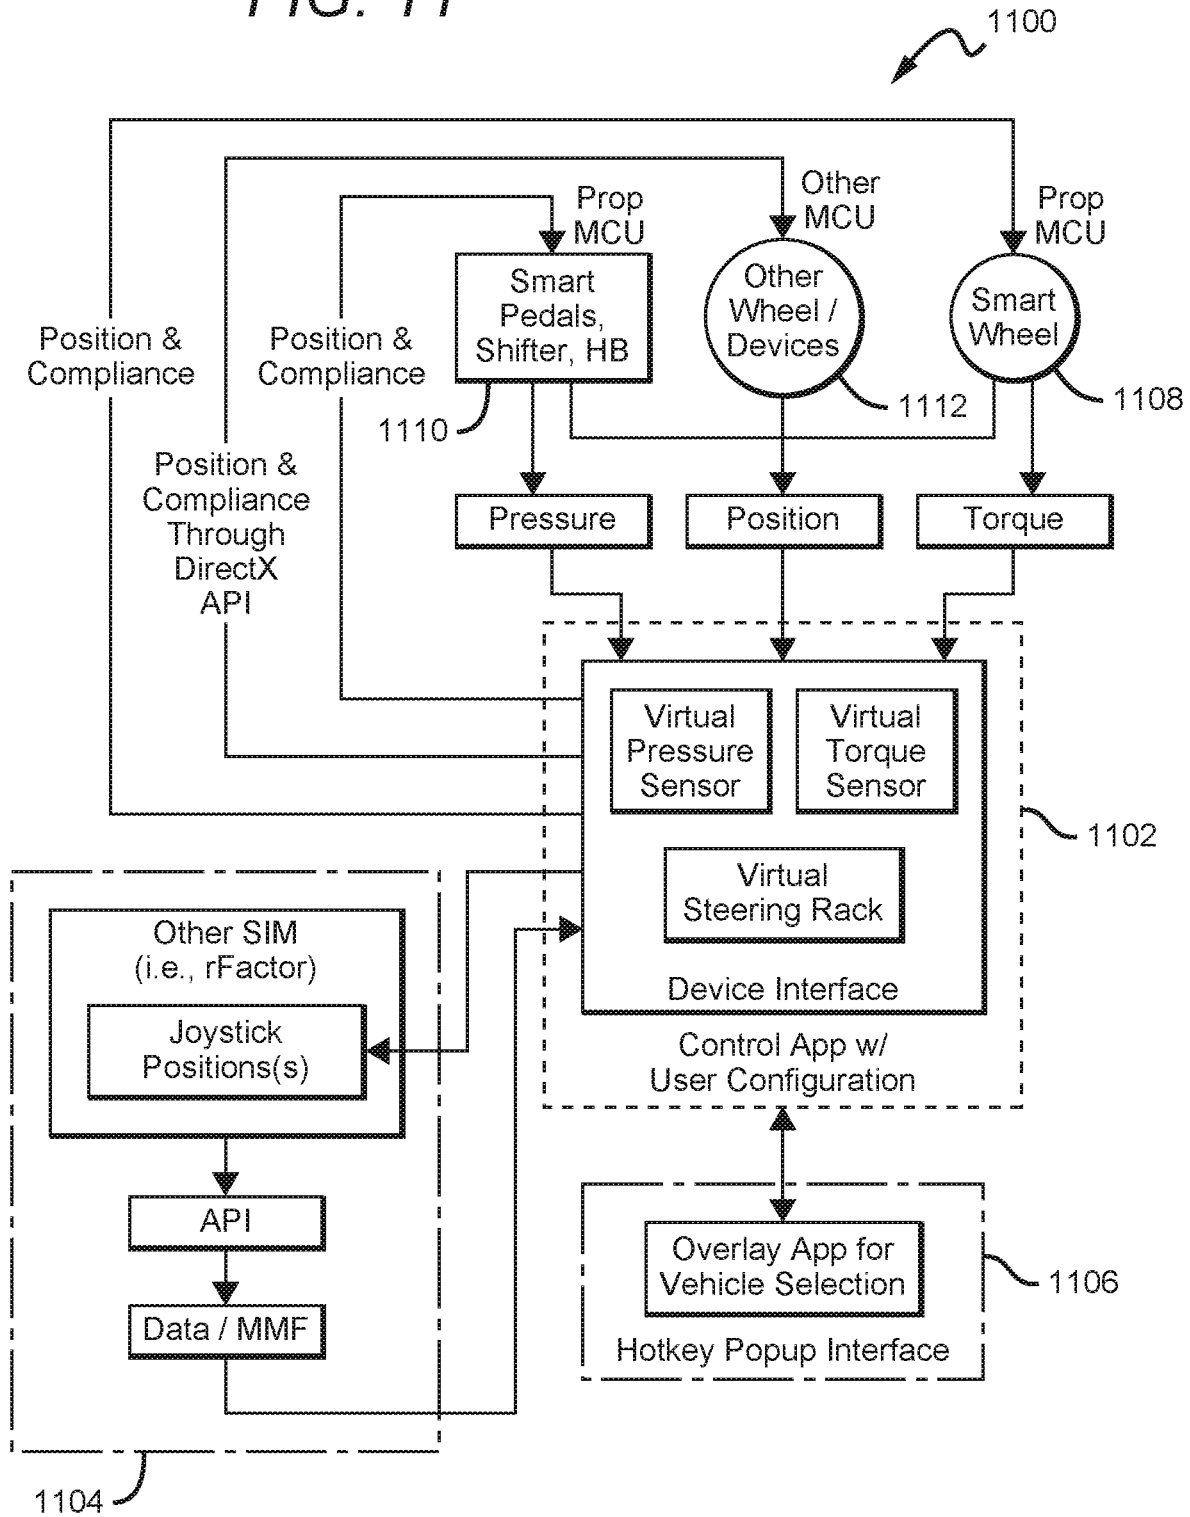 FIG. 11
1100
Prop
MCU
Other
MCU
Prop
MCU
Smart
Pedals,
Shifter, HB
Other
Wheel /
Devices
Smart
Wheel
Position &
Compliance
Position &
Compliance
1110
1112
1108
Position &
Compliance
Through
DirectX
API
Pressure
Position
Torque
Virtual
Pressure
Sensor
Virtual
Torque
Sensor
1102
Virtual
Steering Rack
Device Interface
Control App w/
User Configuration
Other SIM
(i.e., rFactor)
Joystick
Positions(s)
API
Data / MMF
Overlay App for
Vehicle Selection
Hotkey Popup Interface
1106
1104